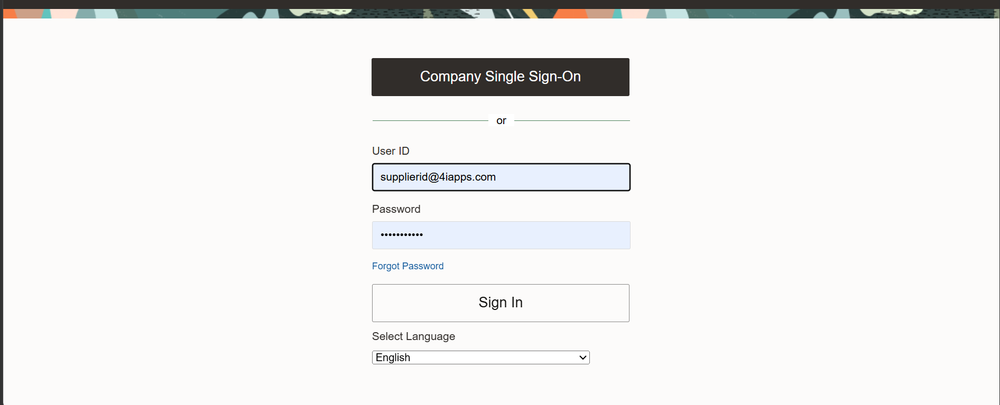 Company Single Sign-On
or
User ID
supplierid@4iapps.com
Password
•••••••••••
Forgot Password
Sign In
Select Language
English